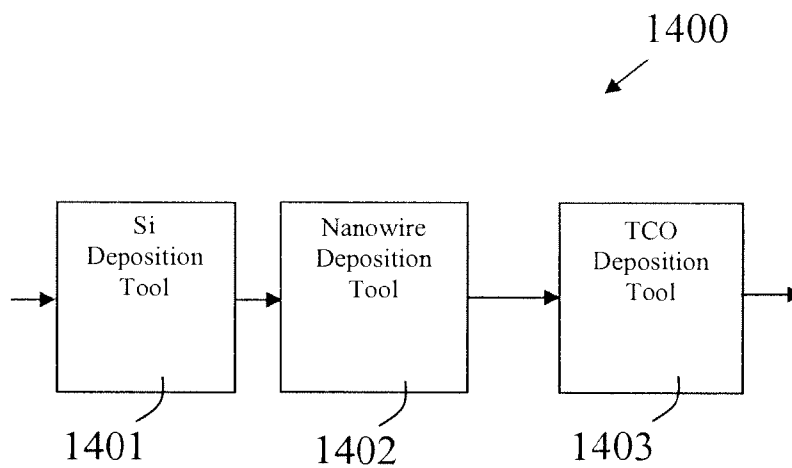 1400
Si
Deposition
Tool
Nanowire
Deposition
Tool
TCO
Deposition
Tool
1401
1402
1403